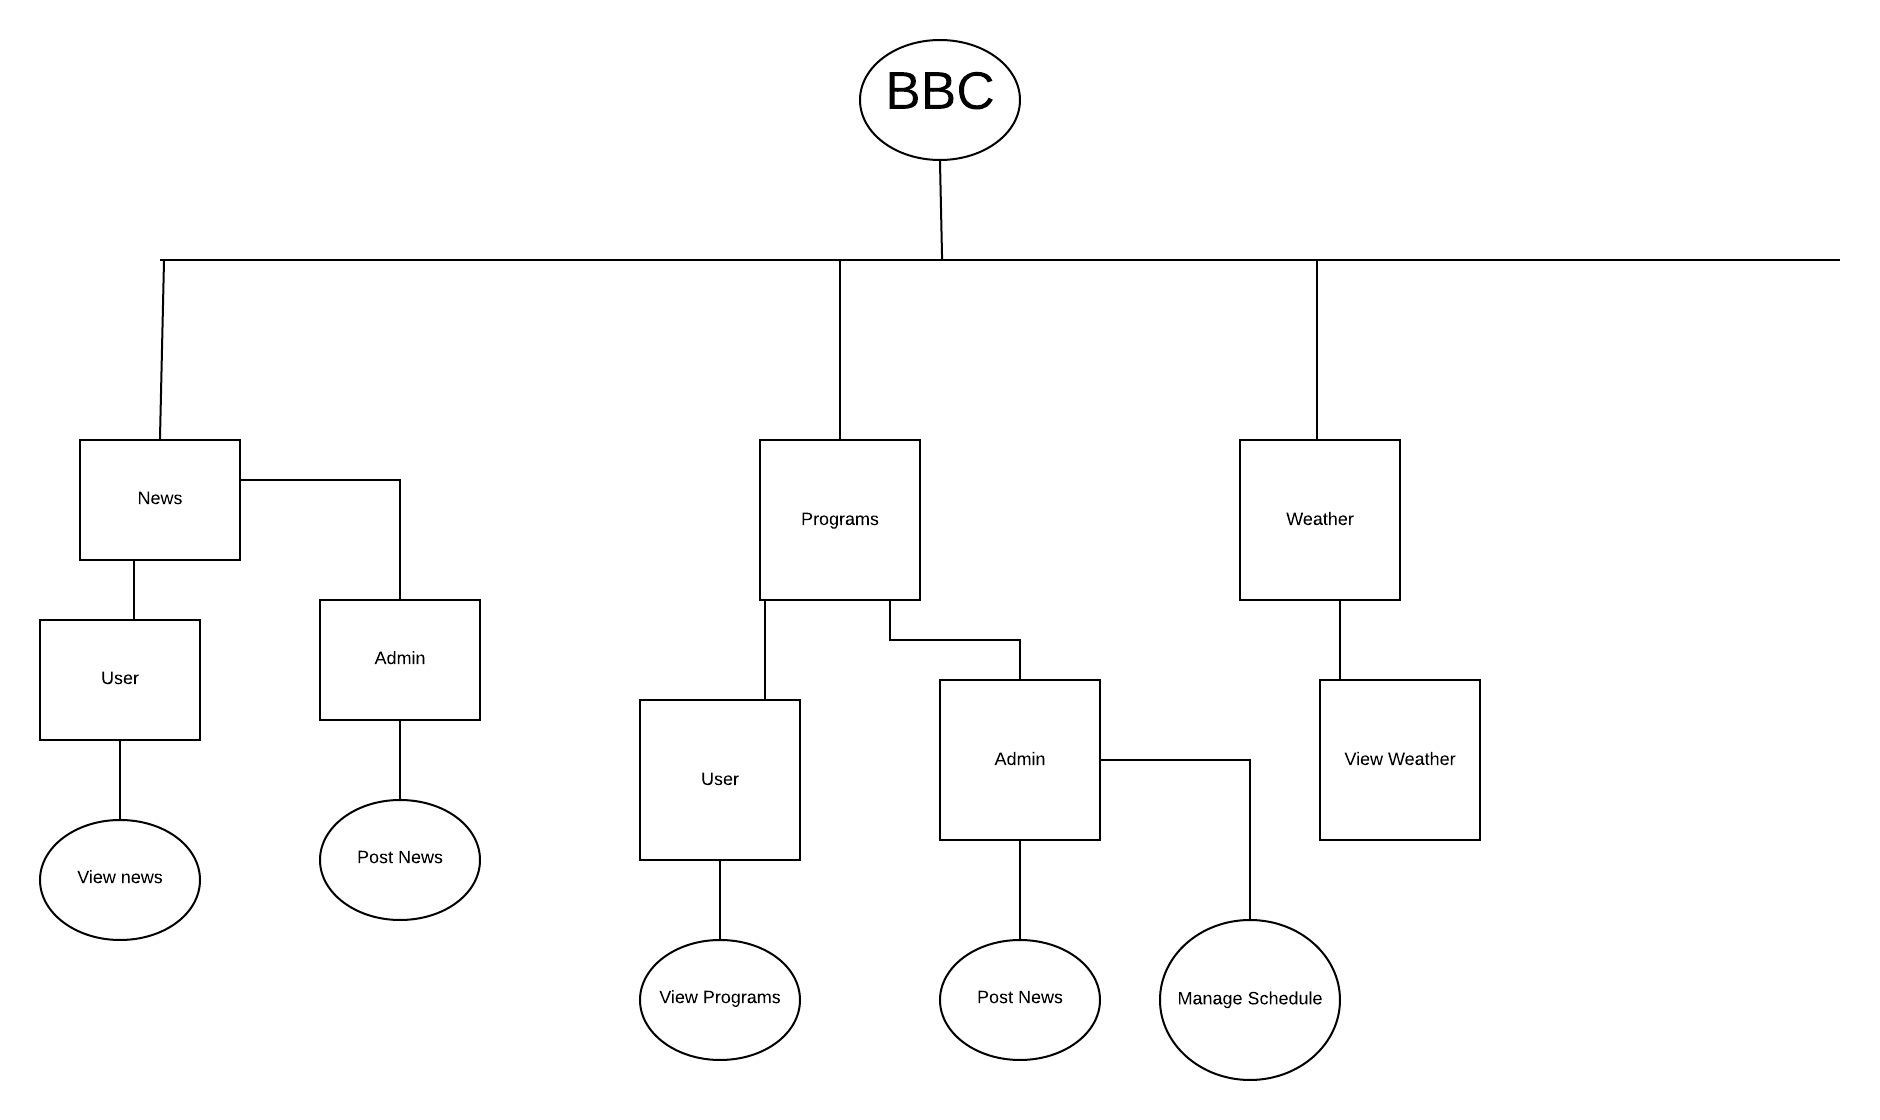 BBC
News
Programs
Weather
User
Admin
User
Admin
View Weather
View news
Post News
View Programs
Post News
Manage Schedule